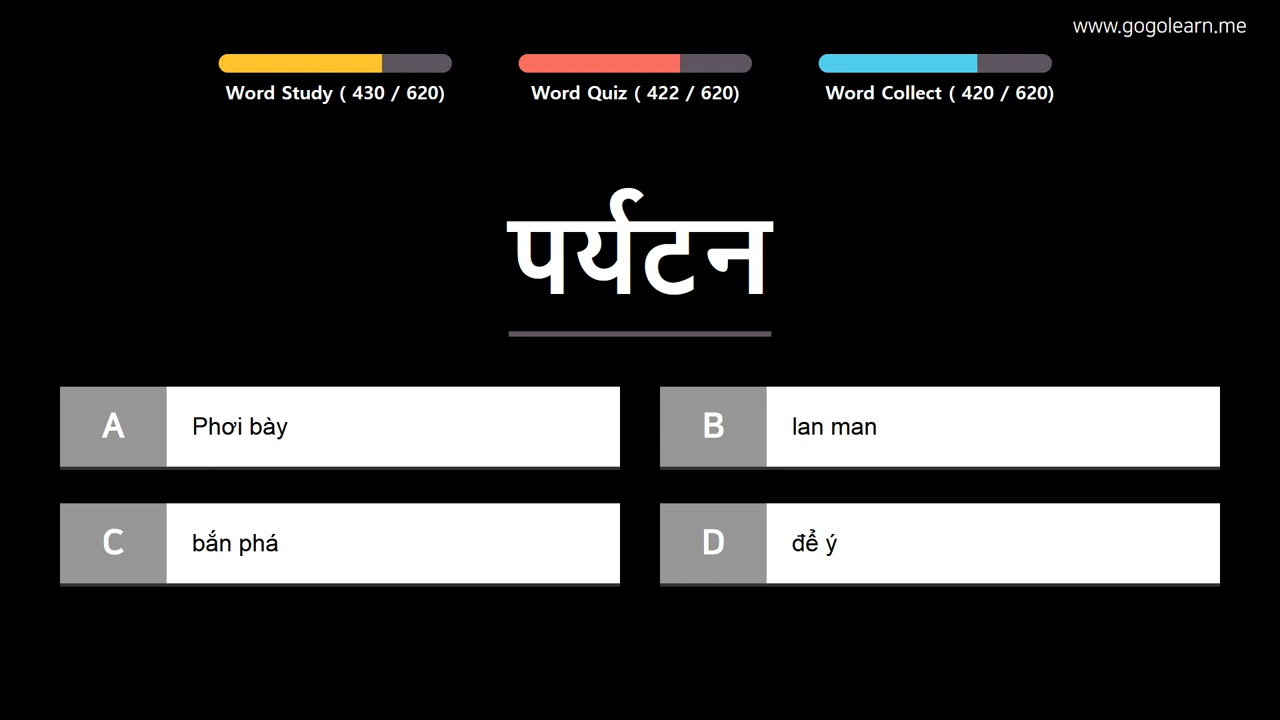 www.gogolearn.me
Word Study ( 430 / 620)
Word Quiz ( 422 / 620)
Word Collect ( 420 / 620)
पर्यटन
A Phơi bày
B lan man
C bắn phá
D để ý